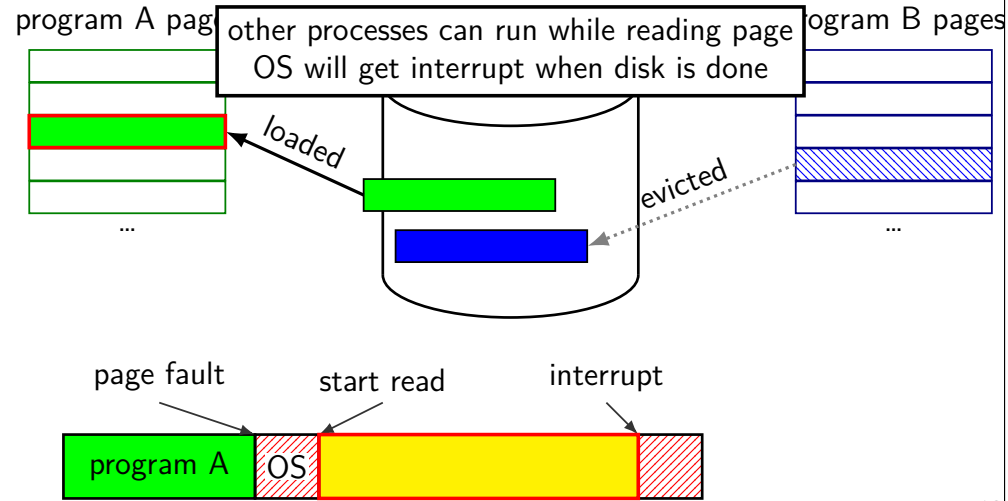 program A pag
other processes can run while reading page
OS will get interrupt when disk is done
rogram B pages
loaded
evicted
...
...
page fault
start read
interrupt
program A
OS